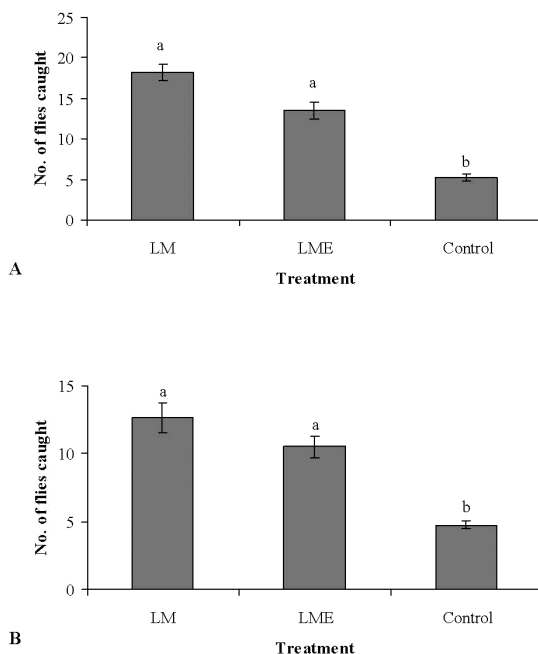 No. of flies caught
25
20
15
10
5
0
a
a
b
LM LME Control
A
Treatment
No. of flies caught
15
10
5
0
a
a
b
LM LME Control
B
Treatment